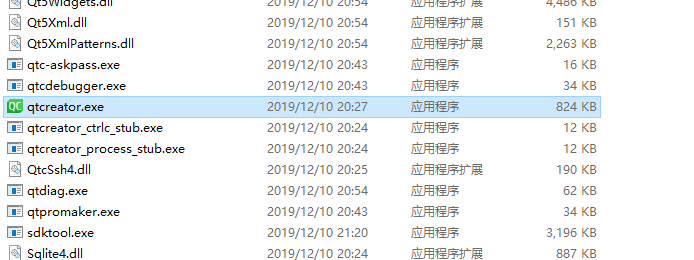 Qt5Widgets.dll 2019/12/10 20:54 应用程序扩展 4,486 KB
Qt5Xml.dll 2019/12/10 20:54 应用程序扩展 151 KB
Qt5XmlPatterns.dll 2019/12/10 20:54 应用程序扩展 2,263 KB
qtc-askpass.exe 2019/12/10 20:43 应用程序 16 KB
qtcdebugger.exe 2019/12/10 20:43 应用程序 34 KB
QC qtcreator.exe 2019/12/10 20:27 应用程序 824 KB
qtcreator_ctrlc_stub.exe 2019/12/10 20:24 应用程序 12 KB
qtcreator_process_stub.exe 2019/12/10 20:24 应用程序 12 KB
QtcSsh4.dll 2019/12/10 20:25 应用程序扩展 190 KB
qtdiag.exe 2019/12/10 20:54 应用程序 62 KB
qtpromaker.exe 2019/12/10 20:43 应用程序 34 KB
sdktool.exe 2019/12/10 21:20 应用程序 3,196 KB
Sqlite4.dll 2019/12/10 20:24 应用程序扩展 887 KB